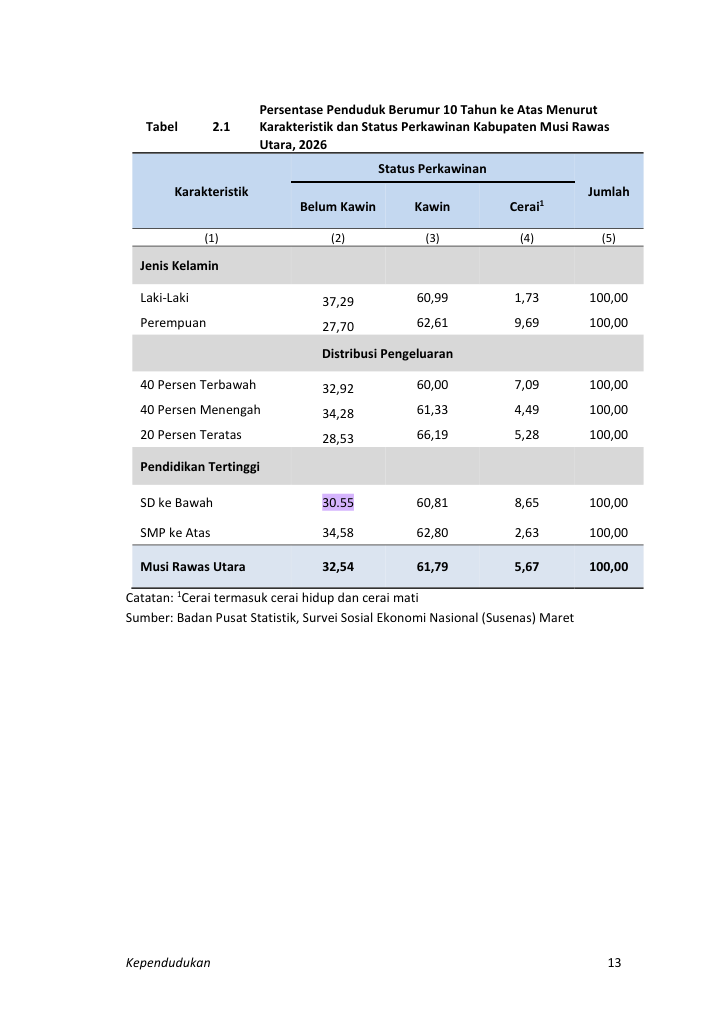 Tabel 2.1 Persentase Penduduk Berumur 10 Tahun ke Atas Menurut
Karakteristik dan Status Perkawinan Kabupaten Musi Rawas
Utara, 2026
Karakteristik Status Perkawinan Jumlah
Belum Kawin Kawin Cerai¹
(1) (2) (3) (4) (5)
Jenis Kelamin
Laki-Laki 37,29 60,99 1,73 100,00
Perempuan 27,70 62,61 9,69 100,00
Distribusi Pengeluaran
40 Persen Terbawah 32,92 60,00 7,09 100,00
40 Persen Menengah 34,28 61,33 4,49 100,00
20 Persen Teratas 28,53 66,19 5,28 100,00
Pendidikan Tertinggi
SD ke Bawah 30.55 60,81 8,65 100,00
SMP ke Atas 34,58 62,80 2,63 100,00
Musi Rawas Utara 32,54 61,79 5,67 100,00
Catatan: ¹Cerai termasuk cerai hidup dan cerai mati
Sumber: Badan Pusat Statistik, Survei Sosial Ekonomi Nasional (Susenas) Maret
Kependudukan 13